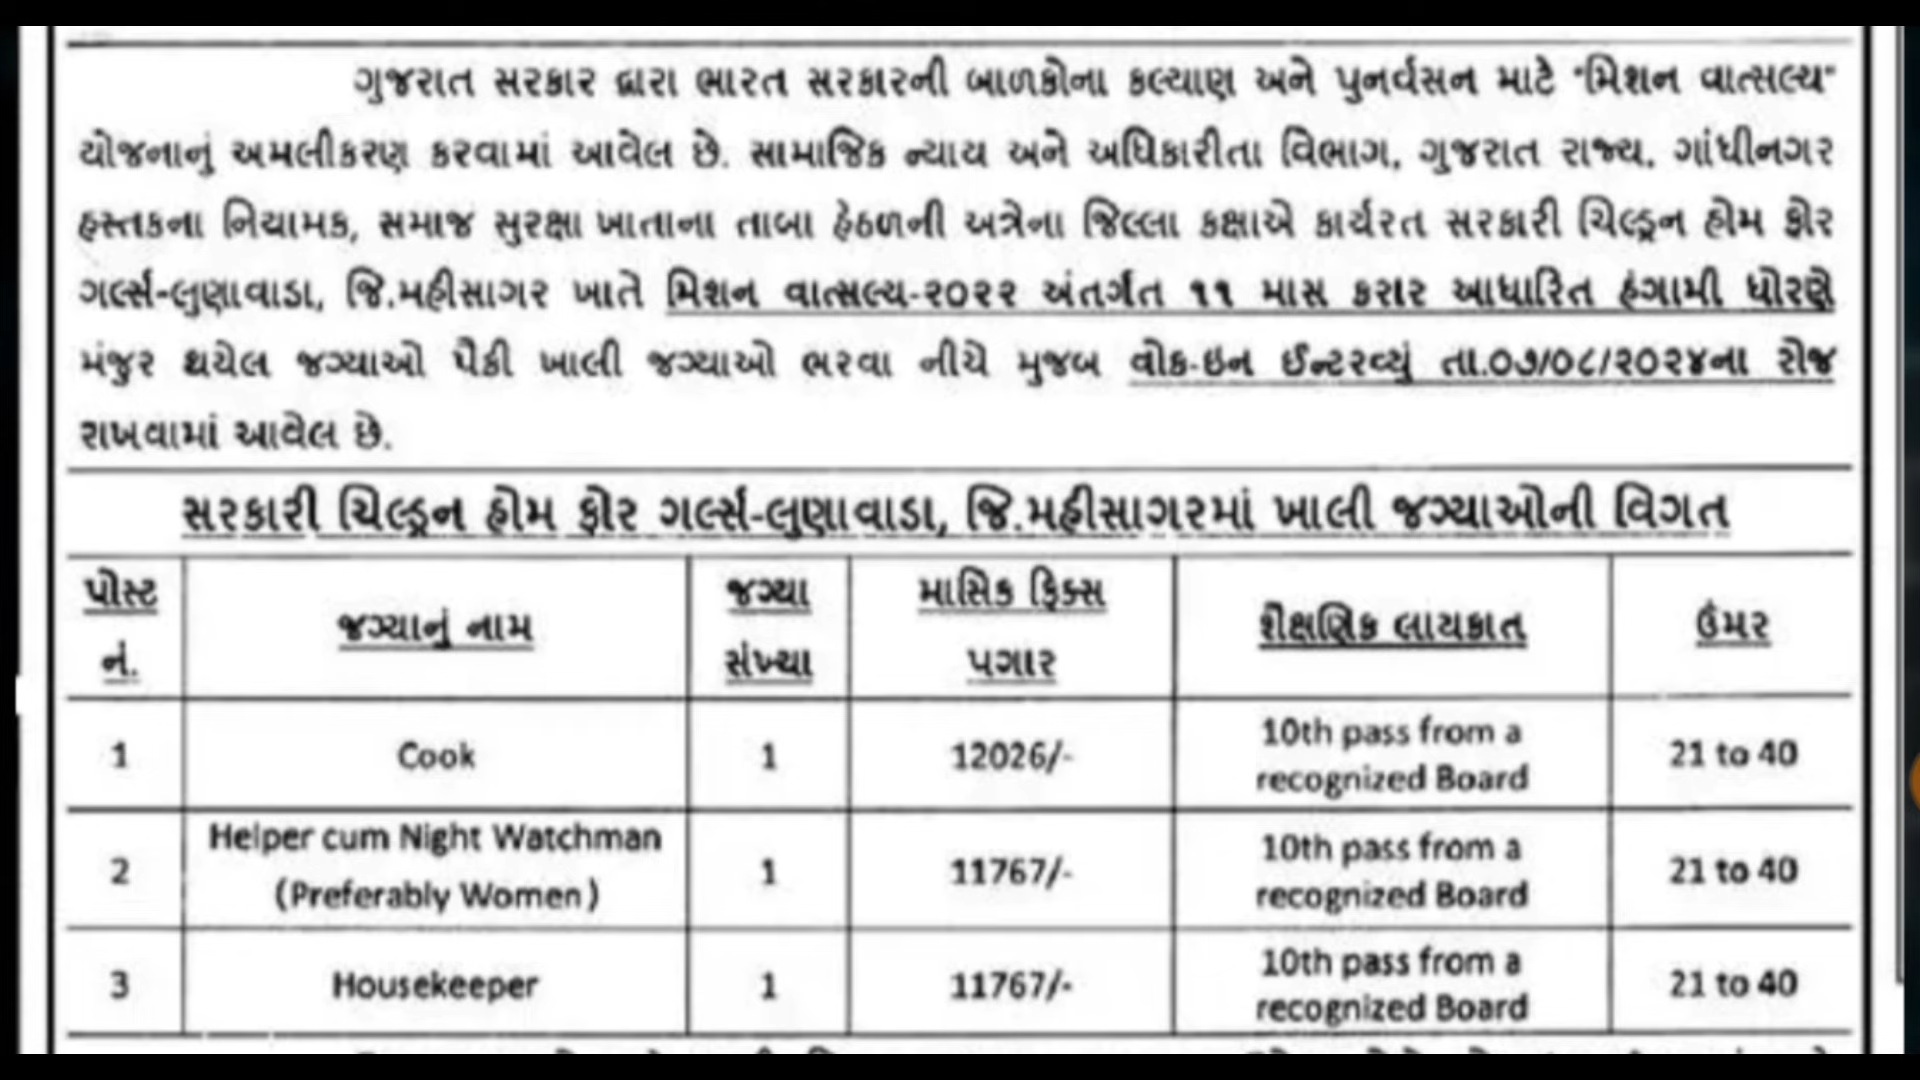 ગુજરાત સરકાર દ્વારા ભારત સરકારની બાળકોના કલ્યાણ અને પુનર્વસન માટે "મિશન વાત્સલ્ય"
યોજનાનું અમલીકરણ કરવામાં આવેલ છે. સામાજિક ન્યાય અને અધિકારીતા વિભાગ, ગુજરાત રાજ્ય, ગાંધીનગર
હસ્તકના નિયામક, સમાજ સુરક્ષા ખાતાના તાબા હેઠળની અત્રેના જિલ્લા કક્ષાએ કાર્યરત સરકારી ચિલ્ડ્રન હોમ ફોર
ગર્લ્સ-લુણાવાડા, જિ.મહીસાગર ખાતે મિશન વાત્સલ્ય-૨૦૨૨ અંતર્ગત ૧૧ માસ કરાર આધારિત હંગામી ધોરણે
મંજુર થયેલ જગ્યાઓ પૈકી ખાલી જગ્યાઓ ભરવા નીચે મુજબ વોક-ઇન ઈન્ટરવ્યું તા.૦૭/૦૮/૨૦૨૪ના રોજ
રાખવામાં આવેલ છે.
સરકારી ચિલ્ડ્રન હોમ ફોર ગર્લ્સ-લુણાવાડા, જિ.મહીસાગરમાં ખાલી જગ્યાઓની વિગત
પોસ્ટ નં. જગ્યાનું નામ જગ્યા સંખ્યા માસિક ફિક્સ પગાર શૈક્ષણિક લાયકાત ઉંમર
1 Cook 1 12026/- 10th pass from a recognized Board 21 to 40
2 Helper cum Night Watchman (Preferably Women) 1 11767/- 10th pass from a recognized Board 21 to 40
3 Housekeeper 1 11767/- 10th pass from a recognized Board 21 to 40